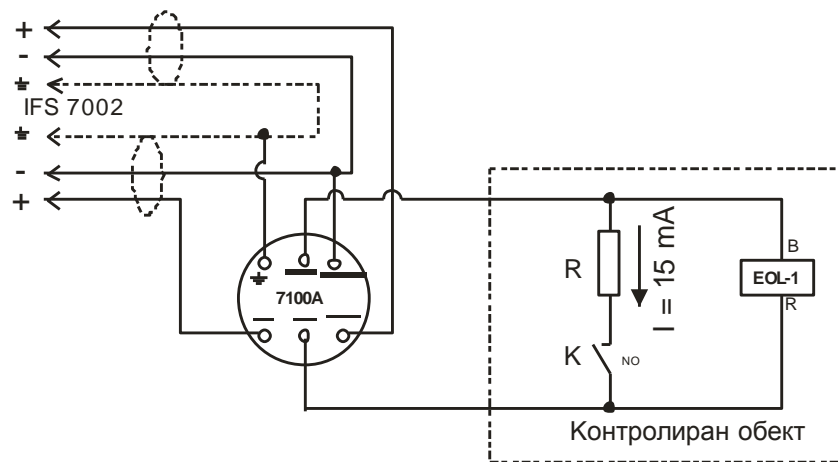 +
-
IFS 7002
-
+
7100A
R
I = 15 mA
K
NO
B
EOL-1
R
Контролиран обект